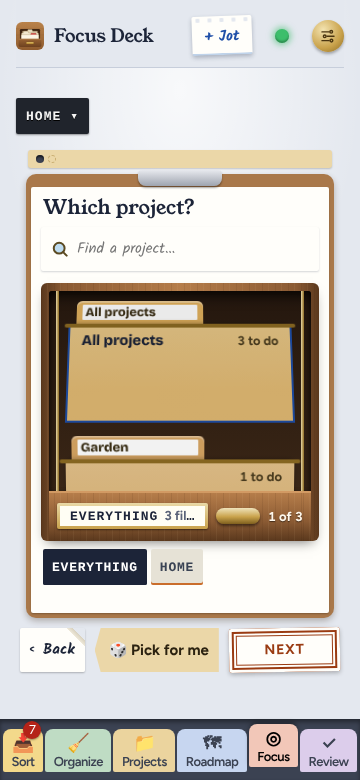 Focus Deck
+ Jot
HOME ▾
Which project?
Find a project...
All projects
All projects 3 to do
Garden
1 to do
EVERYTHING 3 fil…
1 of 3
EVERYTHING HOME
‹ Back
Pick for me
NEXT
7
Sort
Organize
Projects
Roadmap
Focus
Review